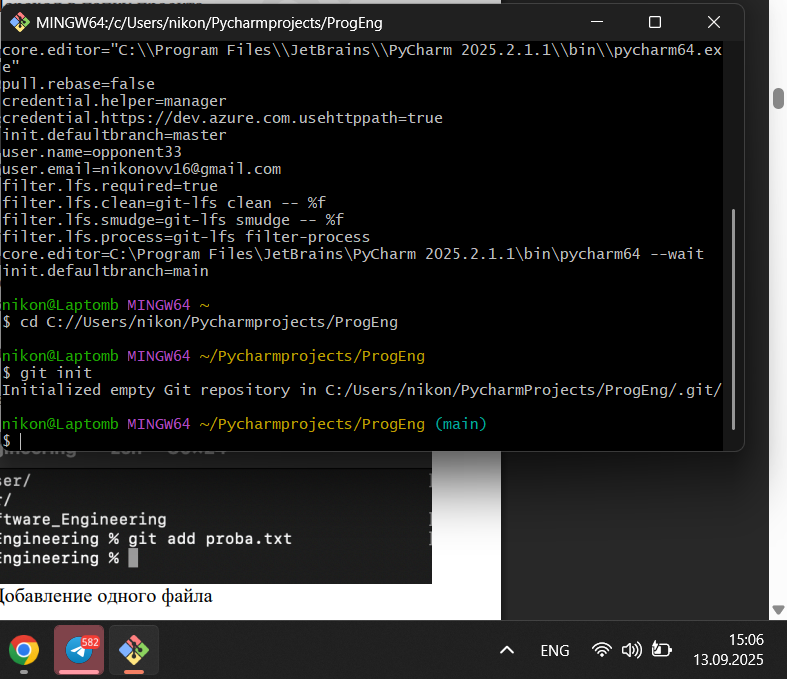 MINGW64:/c/Users/nikon/Pycharmprojects/ProgEng
core.editor="C:\\Program Files\\JetBrains\\PyCharm 2025.2.1.1\\bin\\pycharm64.ex
e"
pull.rebase=false
credential.helper=manager
credential.https://dev.azure.com.usehttppath=true
init.defaultbranch=master
user.name=opponent33
user.email=nikonovv16@gmail.com
filter.lfs.required=true
filter.lfs.clean=git-lfs clean -- %f
filter.lfs.smudge=git-lfs smudge -- %f
filter.lfs.process=git-lfs filter-process
core.editor=C:\Program Files\JetBrains\PyCharm 2025.2.1.1\bin\pycharm64 --wait
init.defaultbranch=main
nikon@Laptomb MINGW64 ~
$ cd C://Users/nikon/Pycharmprojects/ProgEng
nikon@Laptomb MINGW64 ~/Pycharmprojects/ProgEng
$ git init
Initialized empty Git repository in C:/Users/nikon/PycharmProjects/ProgEng/.git/
nikon@Laptomb MINGW64 ~/Pycharmprojects/ProgEng (main)
$
ser/
r/
ftware_Engineering
Engineering % git add proba.txt
Engineering %
Добавление одного файла
582
ENG
15:06
13.09.2025